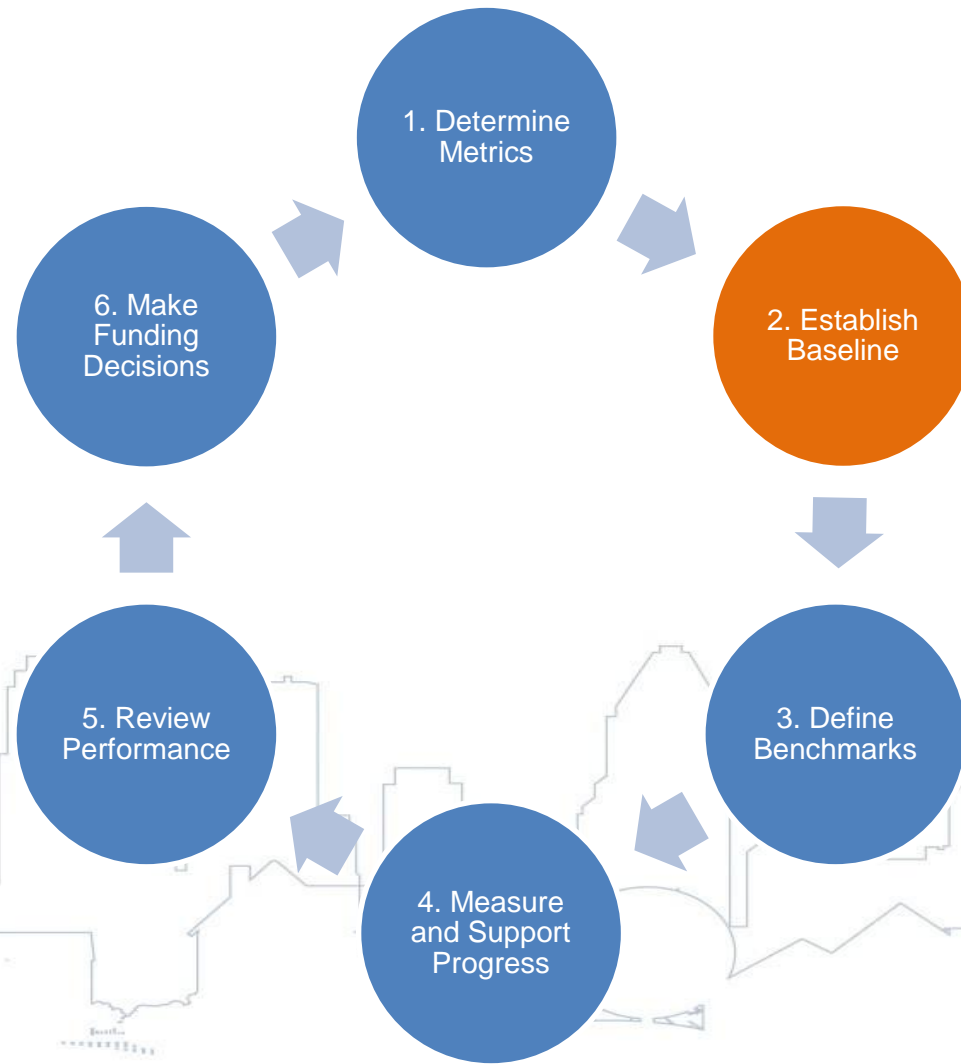 1. Determine
Metrics
2. Establish
Baseline
3. Define
Benchmarks
4. Measure
and Support
Progress
5. Review
Performance
6. Make
Funding
Decisions